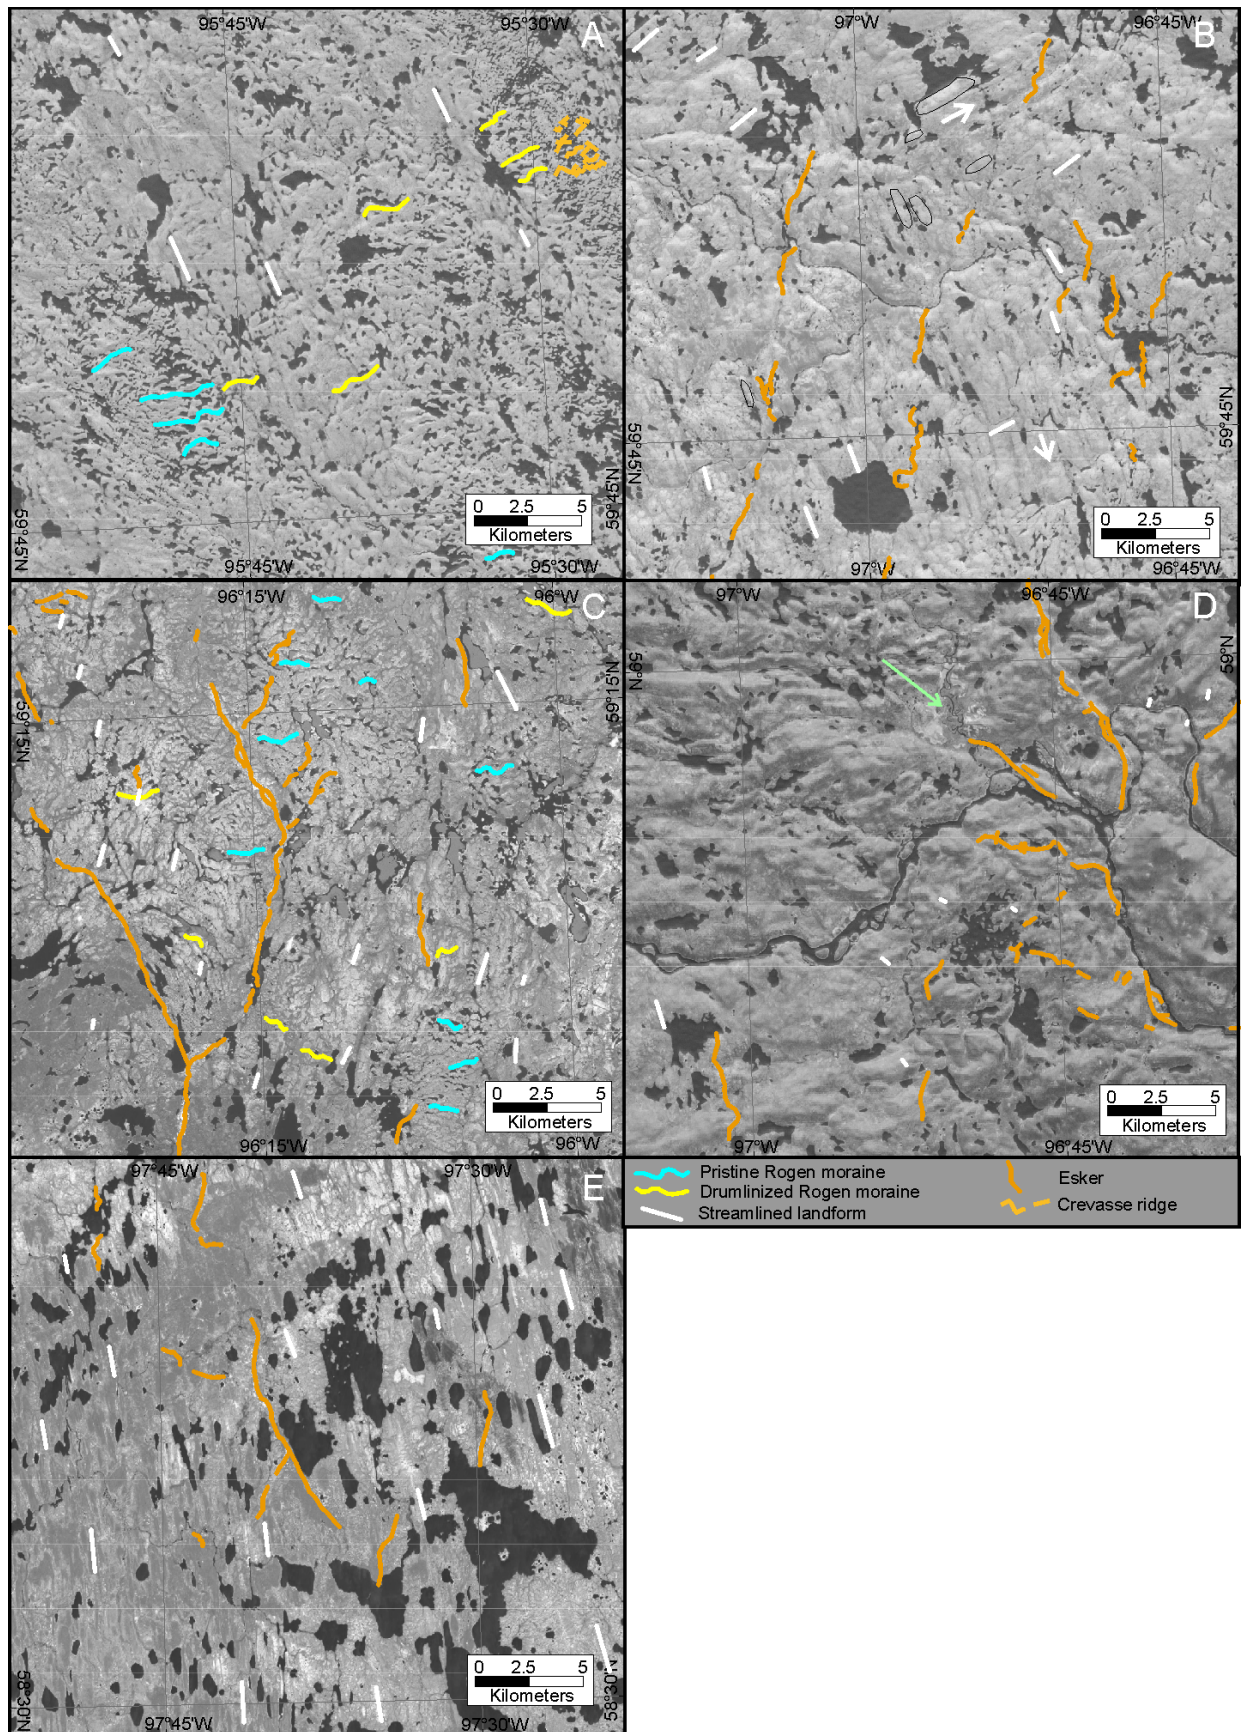 95°45'W
95°30'W
A
0 2.5 5
Kilometers
59°45'N
59°45'N
95°45'W
95°30'W
97°W
96°45'W
B
59°45'N
59°45'N
0 2.5 5
Kilometers
97°W
96°45'W
96°15'W
96°W
C
59°15'N
59°15'N
0 2.5 5
Kilometers
96°15'W
96°W
97°W
96°45'W
D
59°N
59°N
0 2.5 5
Kilometers
97°W
96°45'W
97°45'W
97°30'W
E
58°30'N
58°30'N
0 2.5 5
Kilometers
97°45'W
97°30'W
Pristine Rogen moraine
Drumlinized Rogen moraine
Streamlined landform
Esker
Crevasse ridge